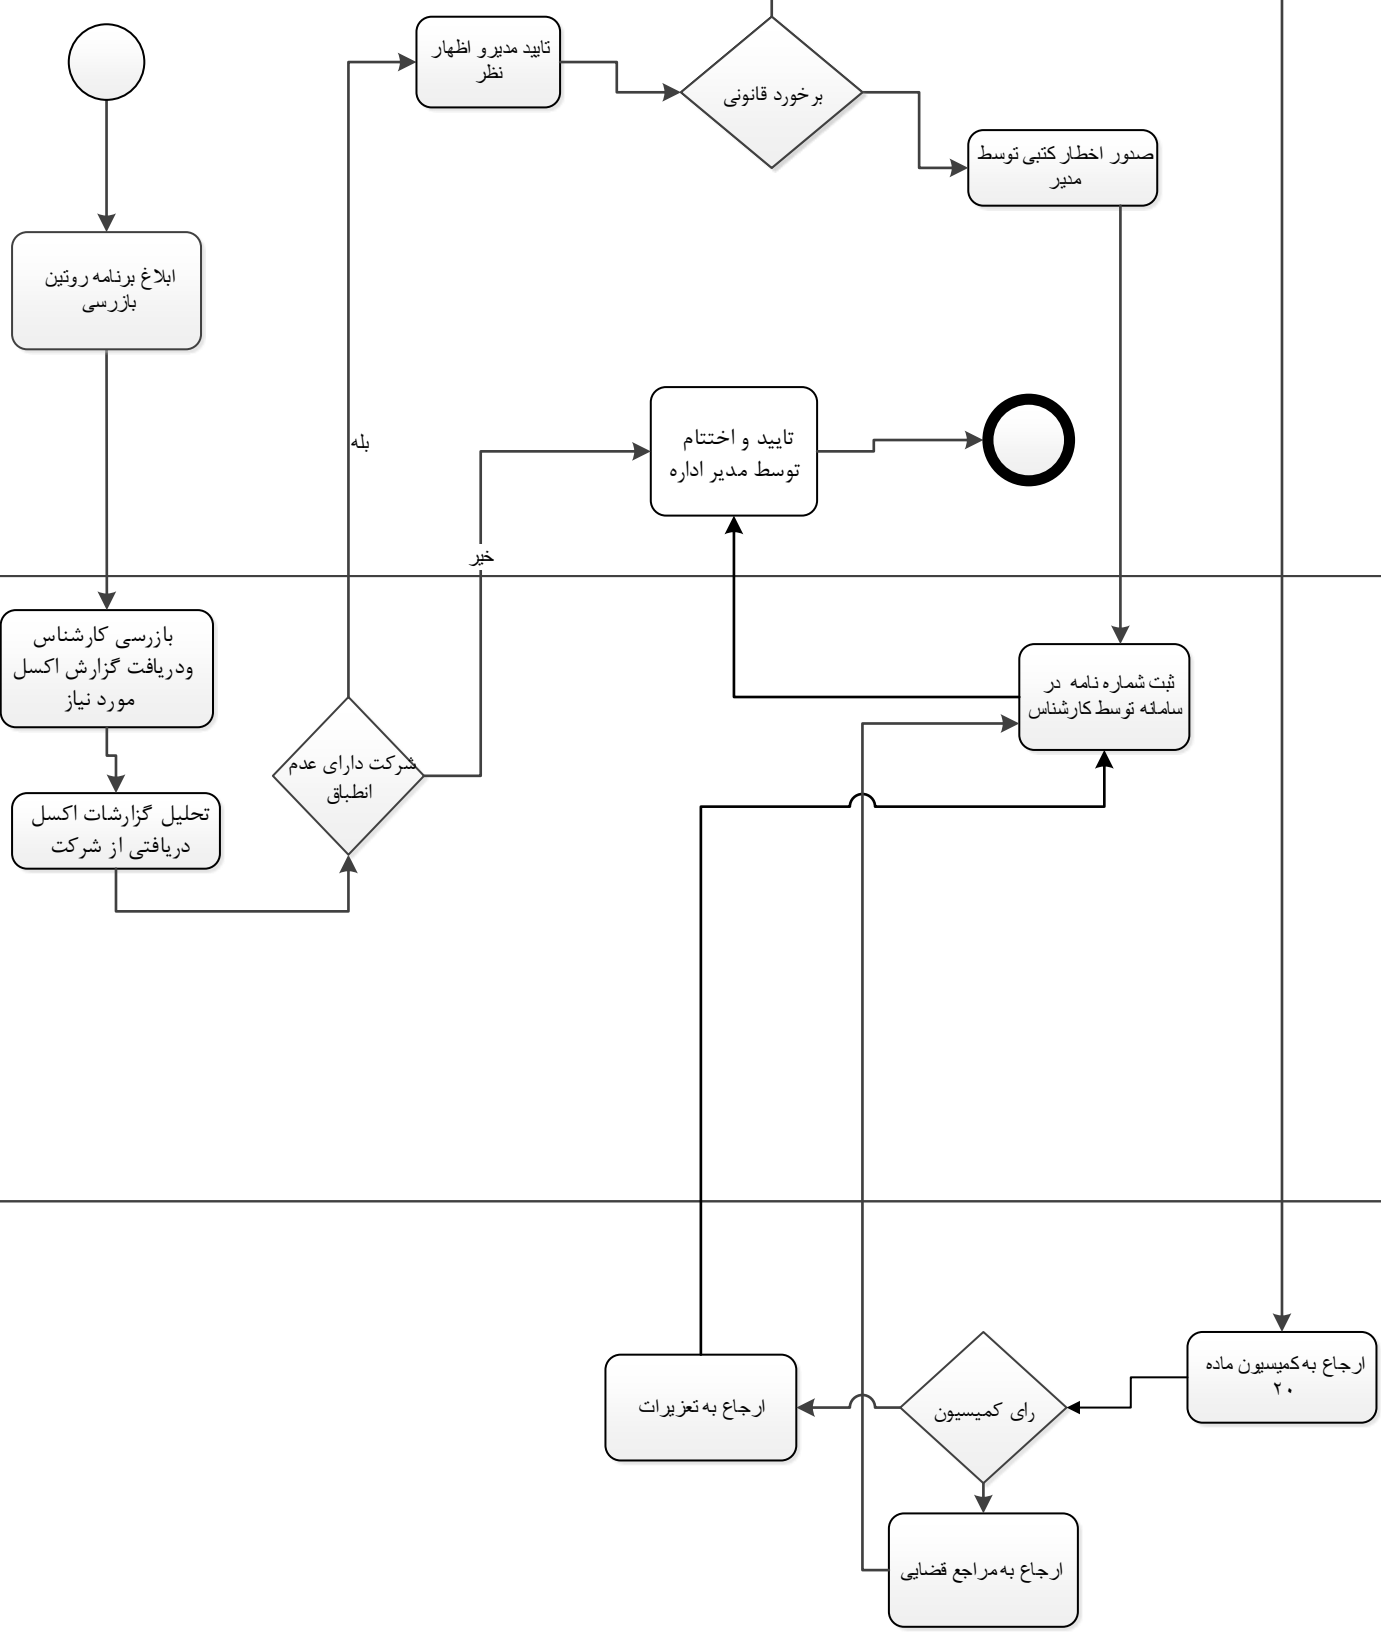 تایید مدیرو اظهار
نظر
برخورد قانونی
صدور اخطار کتبی توسط
مدیر
ابلاغ برنامه روتین
بازرسی
بله
تایید و اختتام
توسط مدیر اداره
خیر
بازرسی کارشناس
ودریافت گزارش اکسل
مورد نیاز
ثبت شماره نامه در
سامانه توسط کارشناس
شرکت دارای عدم
انطباق
تحلیل گزارشات اکسل
دریافتی از شرکت
ارجاع به کمیسیون ماده
۲۰
رای کمیسیون
ارجاع به تعزیرات
ارجاع به مراجع قضایی